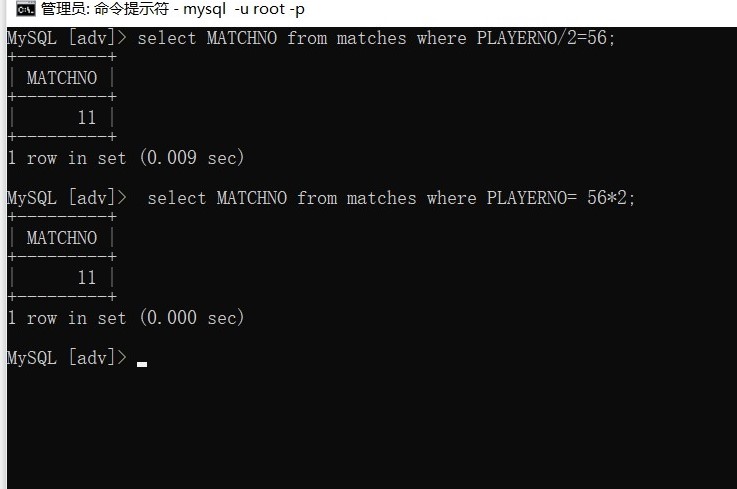 管理员: 命令提示符 - mysql  -u root -p
MySQL [adv]> select MATCHNO from matches where PLAYERNO/2=56;
+---------+
| MATCHNO |
+---------+
|      11 |
+---------+
1 row in set (0.009 sec)
MySQL [adv]>  select MATCHNO from matches where PLAYERNO= 56*2;
+---------+
| MATCHNO |
+---------+
|      11 |
+---------+
1 row in set (0.000 sec)
MySQL [adv]>